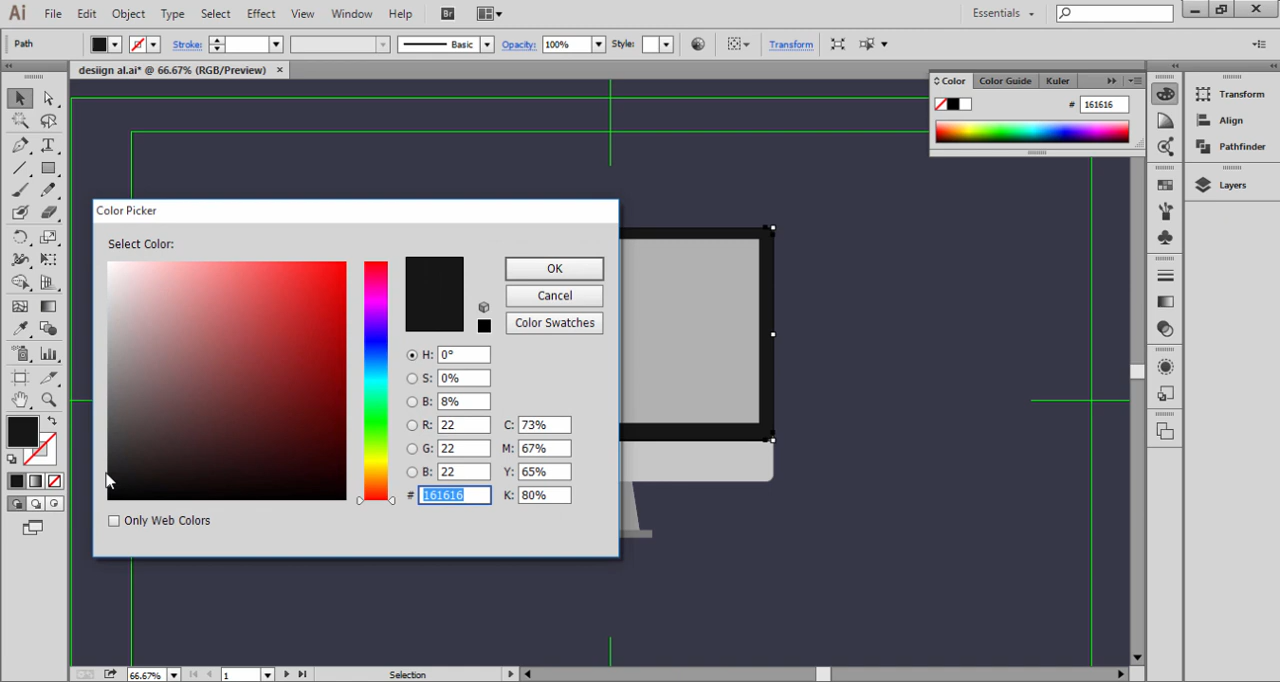 Ai File Edit Object Type Select Effect View Window Help Br Essentials
Path Stroke: Basic Opacity: 100% Style: Transform
desiign al.ai* @ 66.67% (RGB/Preview) ×
Color Color Guide Kuler
# 161616
Transform
Align
Pathfinder
Layers
Color Picker
Select Color:
OK
Cancel
Color Swatches
H: 0°
S: 0%
B: 8%
R: 22 C: 73%
G: 22 M: 67%
B: 22 Y: 65%
# 161616 K: 80%
Only Web Colors
66.67% 1 Selection